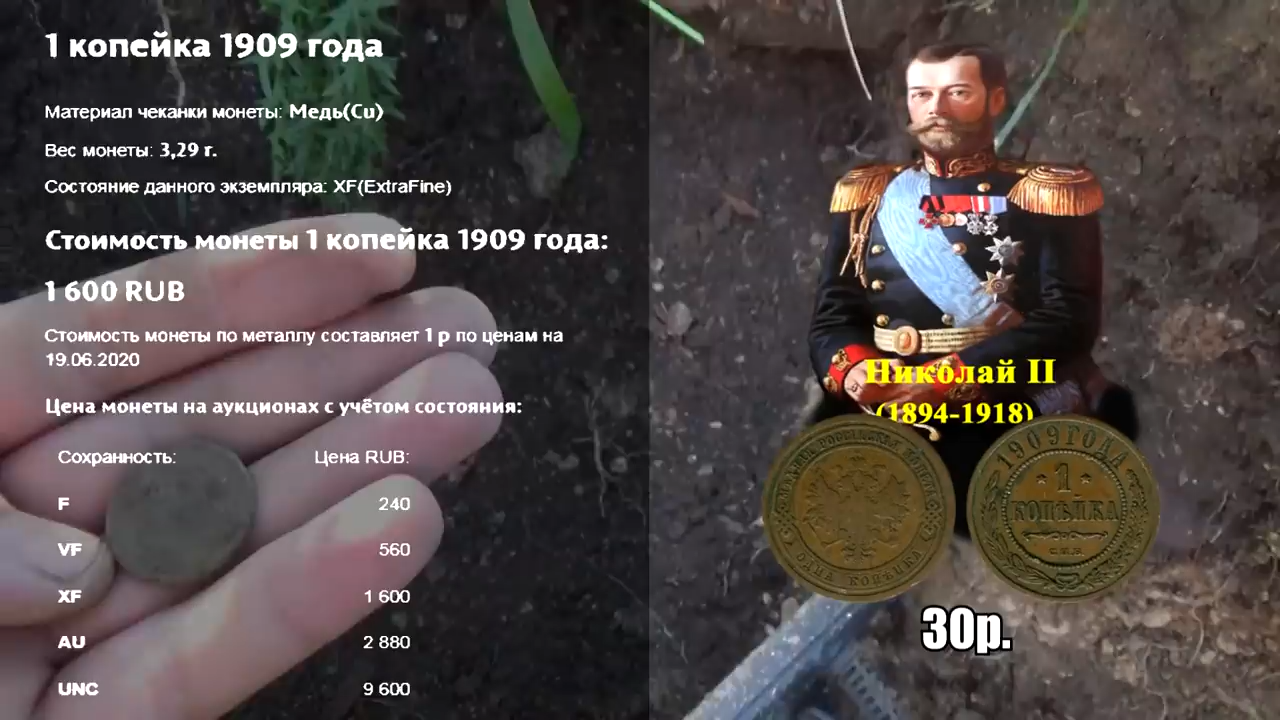 1 копейка 1909 года
Материал чеканки монеты: Медь(Cu)
Вес монеты: 3,29 г.
Состояние данного экземпляра: XF(ExtraFine)
Стоимость монеты 1 копейка 1909 года:
1 600 RUB
Стоимость монеты по металлу составляет 1 р по ценам на
19.06.2020
Цена монеты на аукционах с учётом состояния:
Сохранность: Цена RUB:
F 240
VF 560
XF 1 600
AU 2 880
UNC 9 600
Николай II
(1894-1918)
ОДНА КОПѢЙКА
1909 ГОДА
1
КОПѢЙКА
С.П.Б.
30р.